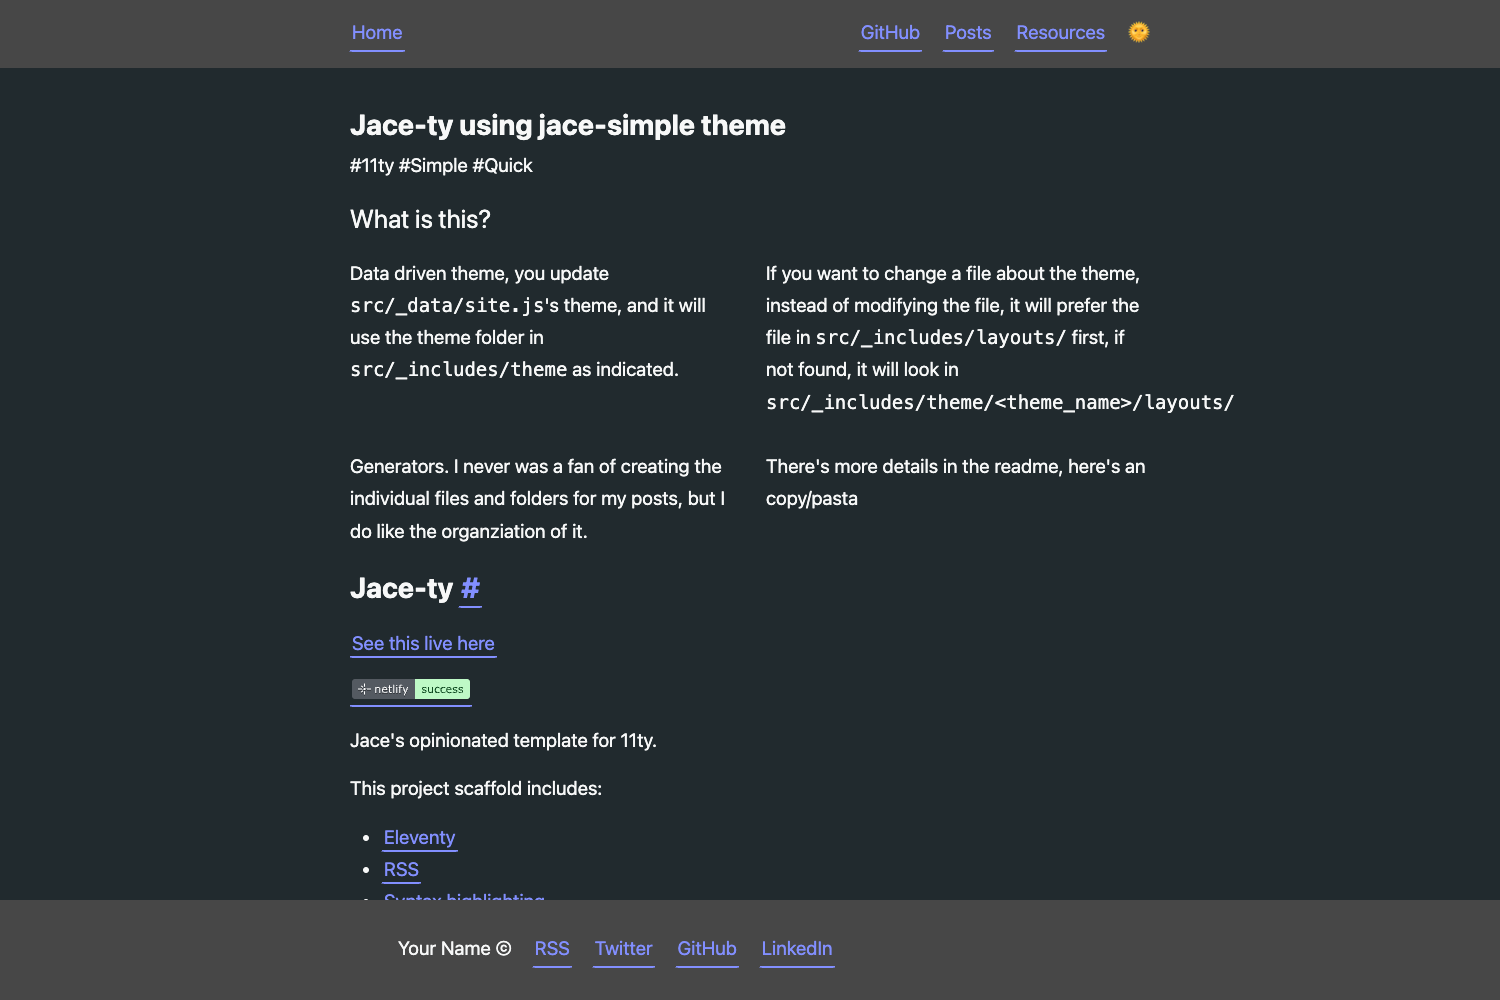 Home GitHub Posts Resources
Jace-ty using jace-simple theme
#11ty #Simple #Quick
What is this?
Data driven theme, you update
src/_data/site.js's theme, and it will
use the theme folder in
src/_includes/theme as indicated.
If you want to change a file about the theme,
instead of modifying the file, it will prefer the
file in src/_includes/layouts/ first, if
not found, it will look in
src/_includes/theme/<theme_name>/layouts/
Generators. I never was a fan of creating the
individual files and folders for my posts, but I
do like the organziation of it.
There's more details in the readme, here's an
copy/pasta
Jace-ty #
See this live here
netlify success
Jace's opinionated template for 11ty.
This project scaffold includes:
• Eleventy
• RSS
• Syntax highlighting
Your Name © RSS Twitter GitHub LinkedIn